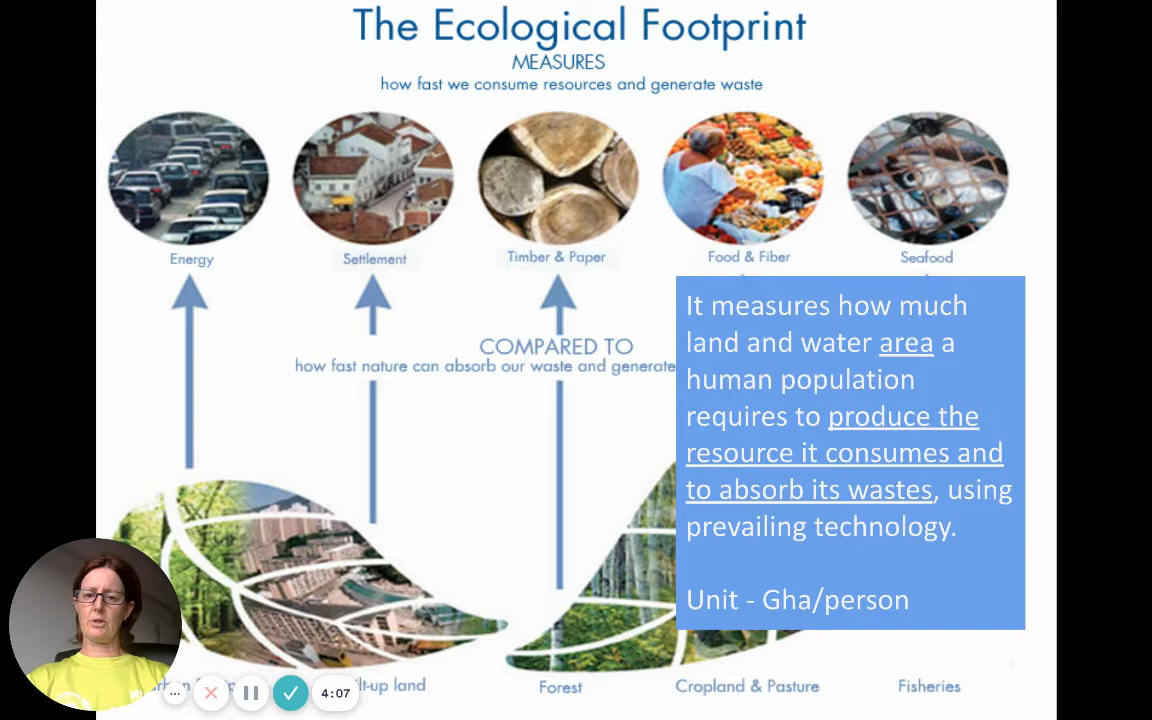 The Ecological Footprint
MEASURES
how fast we consume resources and generate waste
Energy
Settlement
Timber & Paper
Food & Fiber
Seafood
COMPARED TO
how fast nature can absorb our waste and generate
It measures how much
land and water area a
human population
requires to produce the
resource it consumes and
to absorb its wastes, using
prevailing technology.
Unit - Gha/person
land
Forest
Cropland & Pasture
Fisheries
4:07